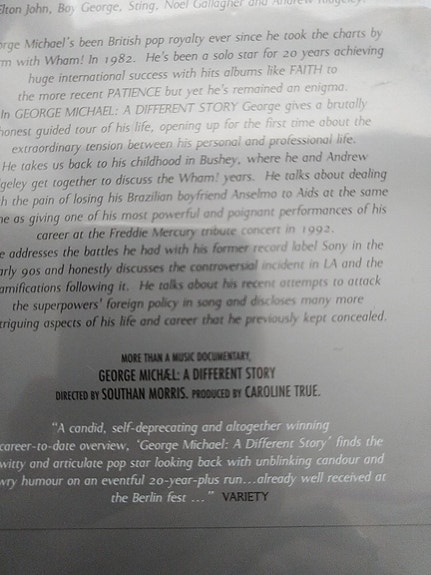 Elton John, Boy George, Sting, Noel Gallagher and Andrew Ridgeley.
orge Michael's been British pop royalty ever since he took the charts by
rm with Wham! In 1982. He's been a solo star for 20 years achieving
huge international success with hits albums like FAITH to
the more recent PATIENCE but yet he's remained an enigma.
In GEORGE MICHAEL: A DIFFERENT STORY George gives a brutally
honest guided tour of his life, opening up for the first time about the
extraordinary tension between his personal and professional life.
He takes us back to his childhood in Bushey, where he and Andrew
dgeley get together to discuss the Wham! years. He talks about dealing
h the pain of losing his Brazilian boyfriend Anselmo to Aids at the same
me as giving one of his most powerful and poignant performances of his
career at the Freddie Mercury tribute concert in 1992.
e addresses the battles he had with his former record label Sony in the
arly 90s and honestly discusses the controversial incident in LA and the
amifications following it. He talks about his recent attempts to attack
the superpowers' foreign policy in song and discloses many more
triguing aspects of his life and career that he previously kept concealed.
MORE THAN A MUSIC DOCUMENTARY,
GEORGE MICHÆL: A DIFFERENT STORY
DIRECTED BY SOUTHAN MORRIS. PRODUCED BY CAROLINE TRUE.
"A candid, self-deprecating and altogether winning
career-to-date overview, 'George Michael: A Different Story' finds the
witty and articulate pop star looking back with unblinking candour and
wry humour on an eventful 20-year-plus run...already well received at
the Berlin fest ..." VARIETY